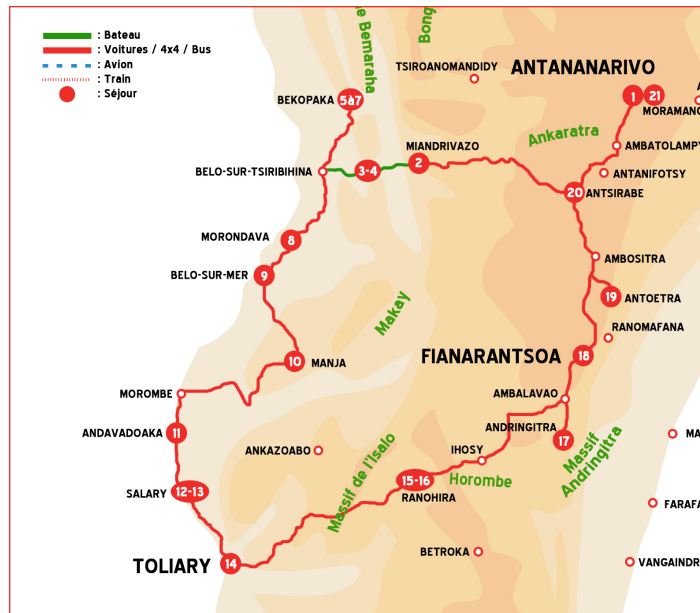 : Bateau
: Voitures / 4x4 / Bus
: Avion
: Train
: Séjour
e Bemaraha
Bong
TSIROANOMANDIDY
ANTANANARIVO
BEKOPAKA
5à7
1
21
MORAMANG
A
Ankaratra
AMBATOLAMPY
MIANDRIVAZO
2
BELO-SUR-TSIRIBIHINA
3-4
ANTANIFOTSY
20
ANTSIRABE
MORONDAVA
8
AMBOSITRA
BELO-SUR-MER
9
19
ANTOETRA
Makay
RANOMAFANA
FIANARANTSOA
18
10
MANJA
MOROMBE
AMBALAVAO
ANDAVADOAKA
11
ANDRINGITRA
17
Massif
Andringitra
MA
ANKAZOABO
IHOSY
Massif de l'Isalo
SALARY
12-13
15-16
RANOHIRA
Horombe
FARAFA
TOLIARY
14
BETROKA
VANGAINDR